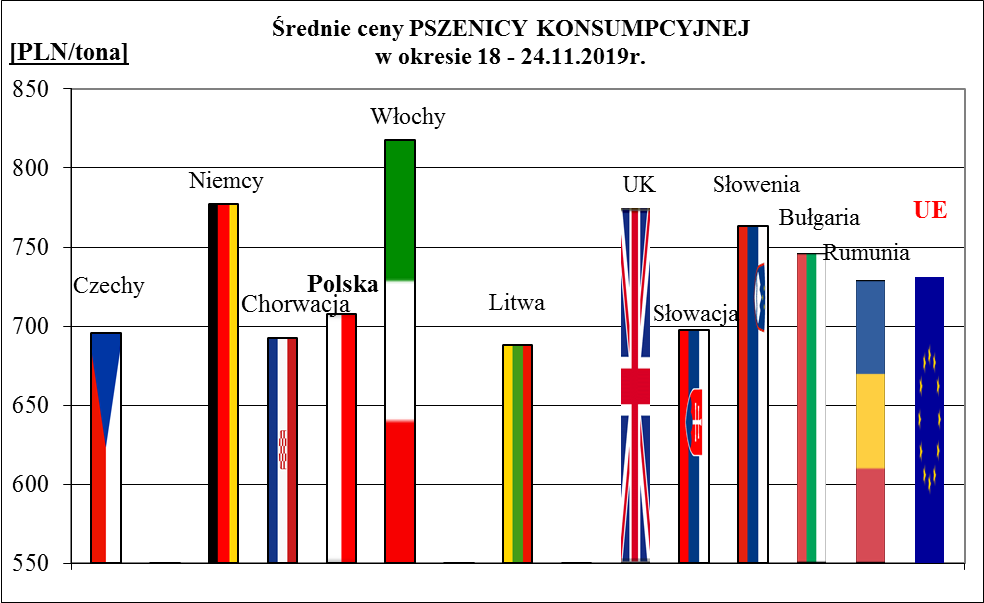 Średnie ceny PSZENICY KONSUMPCYJNEJ
w okresie 18 - 24.11.2019r.
[PLN/tona]
850
800
750
700
650
600
550
Czechy
Niemcy
Chorwacja
Polska
Włochy
Litwa
UK
Słowacja
Słowenia
Bułgaria
Rumunia
UE